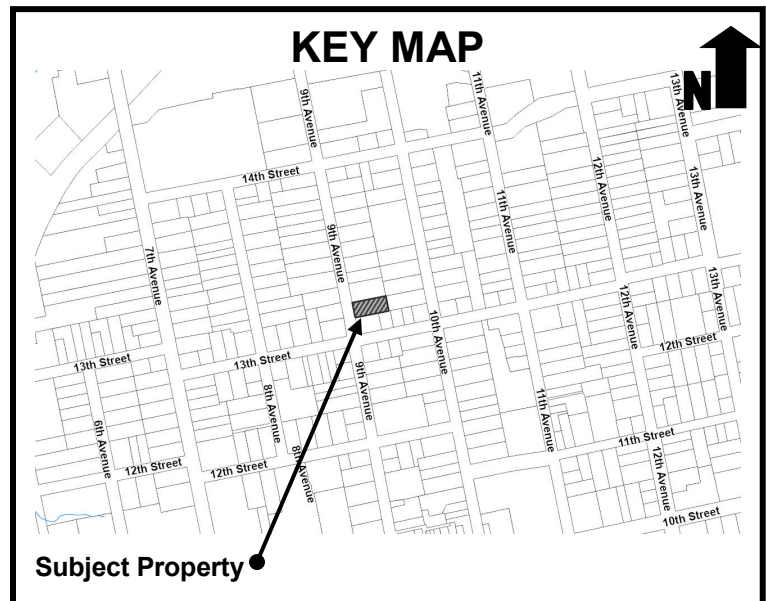 KEY MAP
N
9th Avenue
11th Avenue
13th Avenue
14th Street
12th Avenue
13th Avenue
11th Avenue
9th Avenue
7th Avenue
13th Avenue
12th Avenue
10th Avenue
12th Street
13th Street
13th Street
9th Avenue
8th Avenue
11th Avenue
6th Avenue
8th Avenue
11th Street
12th Avenue
12th Street
12th Street
10th Street
Subject Property